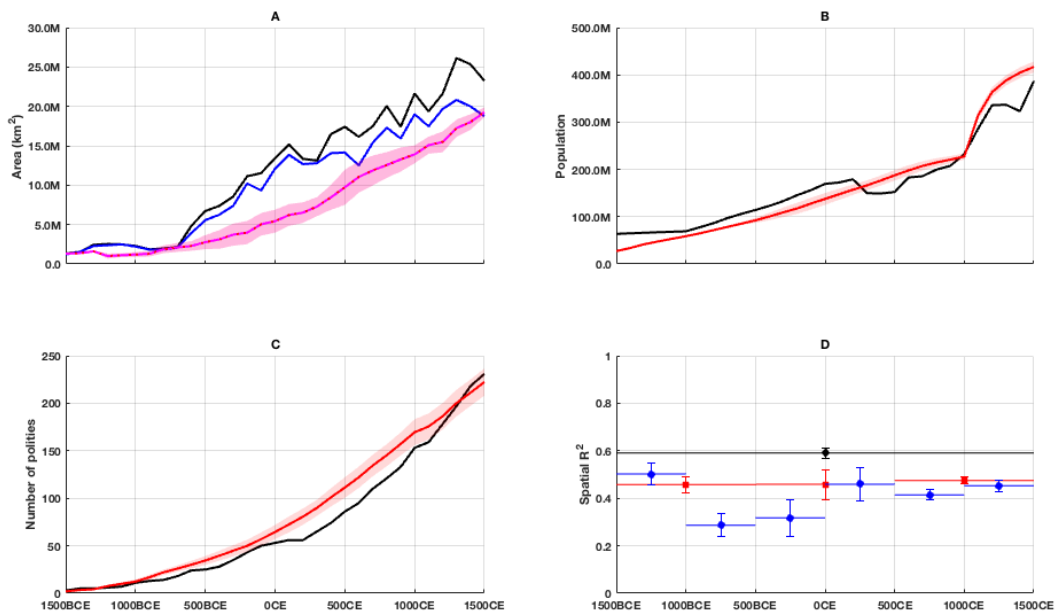 A
30.0M
25.0M
20.0M
15.0M
10.0M
5.0M
0.0
Area (km²)
B
500.0M
400.0M
300.0M
200.0M
100.0M
0.0
Population
C
250
200
150
100
50
0
Number of polities
1500BCE 1000BCE 500BCE 0CE 500CE 1000CE 1500CE
D
1
0.8
0.6
0.4
0.2
0
Spatial R²
1500BCE 1000BCE 500BCE 0CE 500CE 1000CE 1500CE